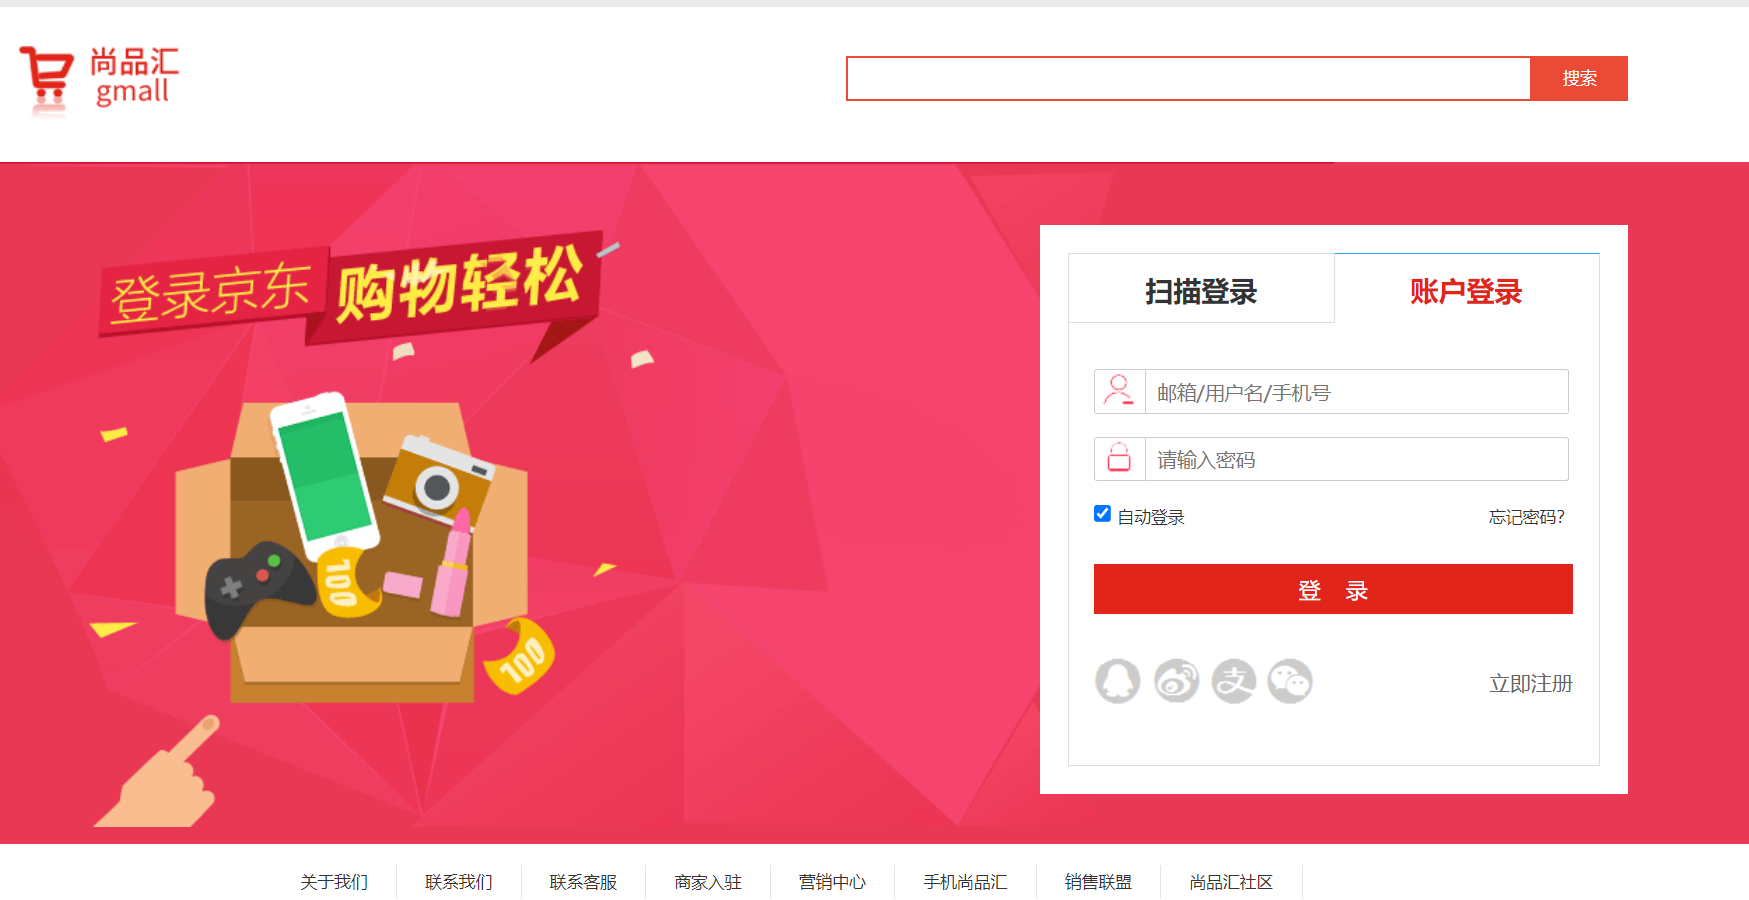 尚品汇
gmall
搜索
登录京东 购物轻松
扫描登录 账户登录
邮箱/用户名/手机号
请输入密码
自动登录 忘记密码?
100
登 录
100
支
立即注册
关于我们 联系我们 联系客服 商家入驻 营销中心 手机尚品汇 销售联盟 尚品汇社区